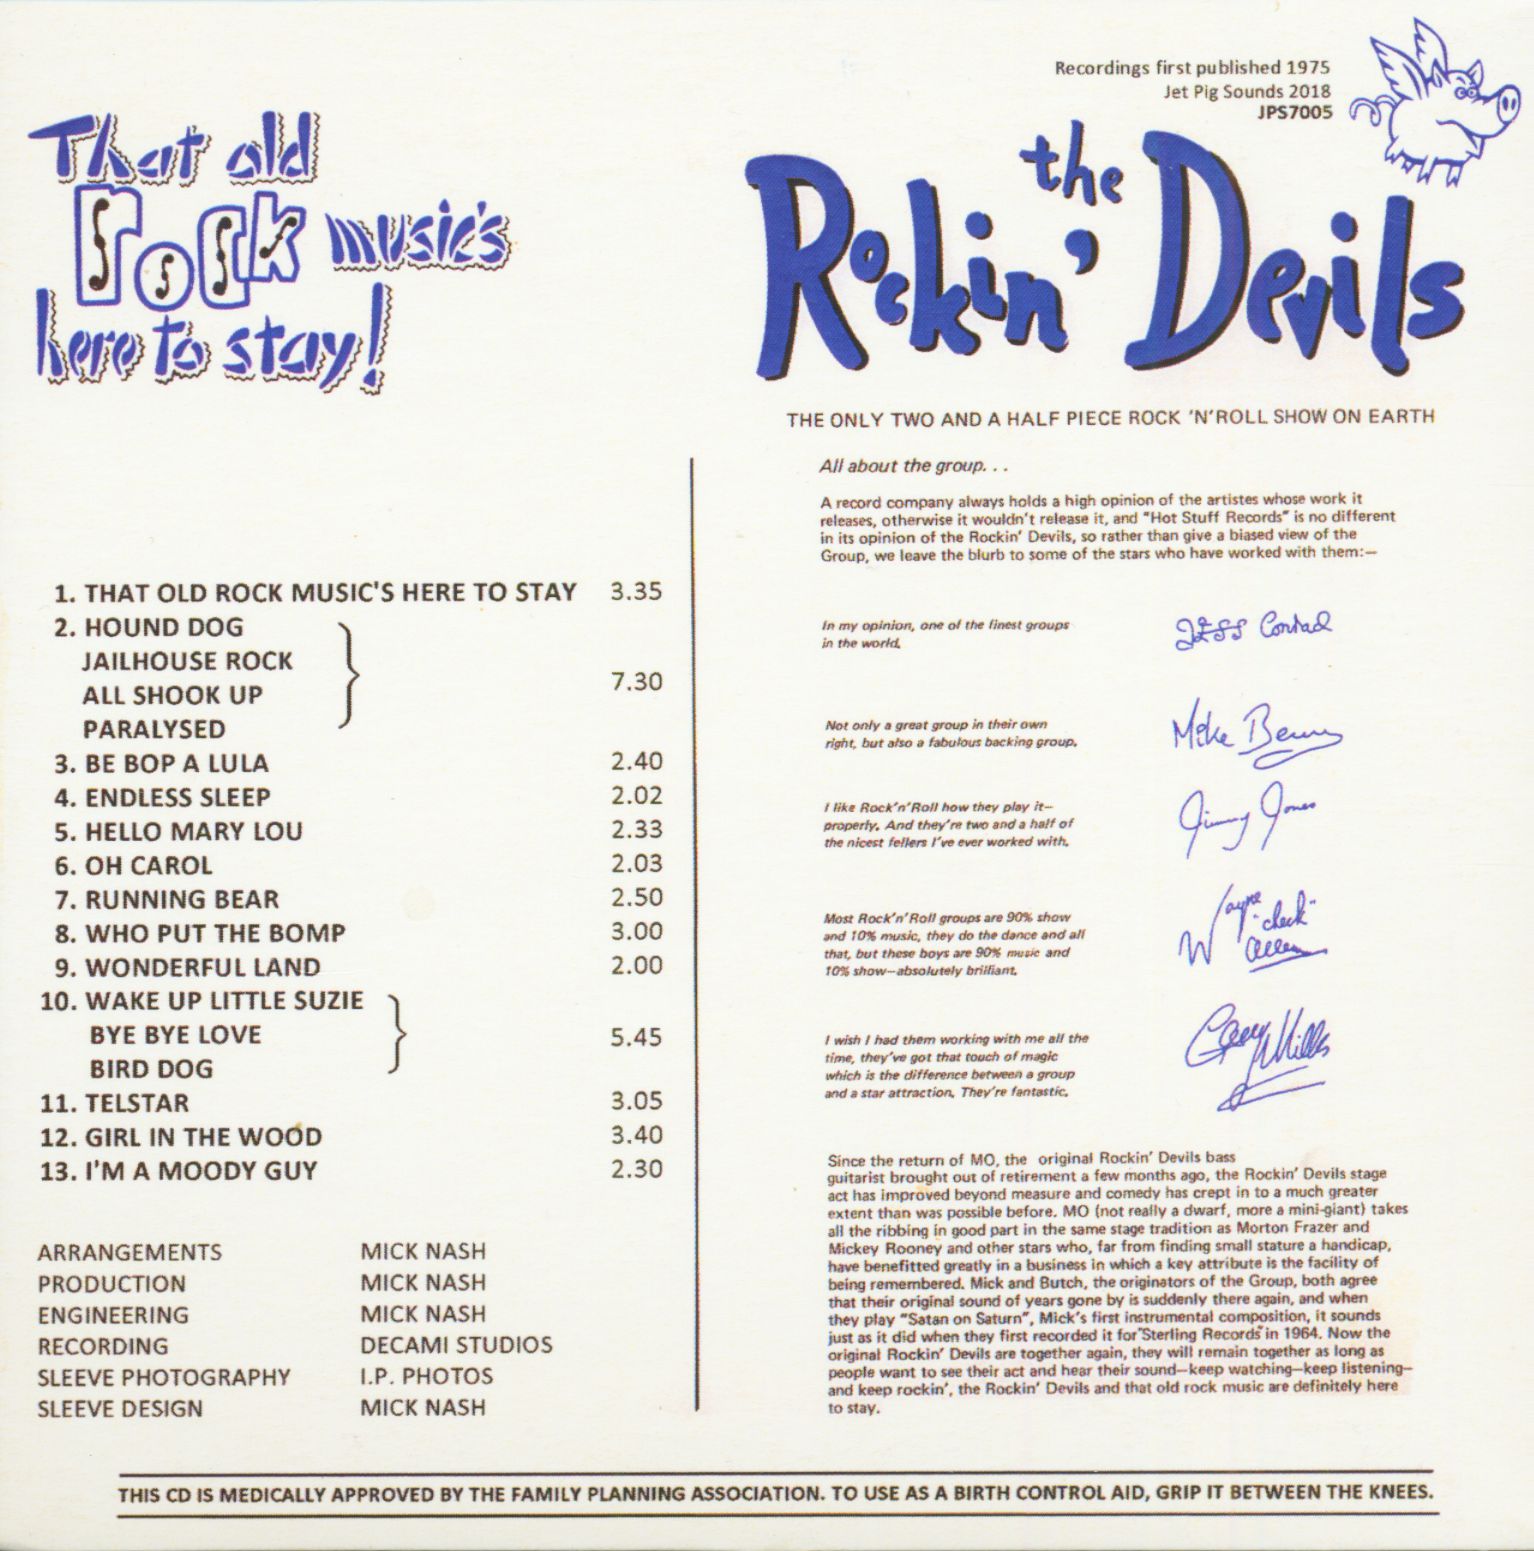 Recordings first published 1975
Jet Pig Sounds 2018
JPS7005
That old
rock music's
here to stay!
the
Rockin' Devils
THE ONLY TWO AND A HALF PIECE ROCK 'N'ROLL SHOW ON EARTH
1. THAT OLD ROCK MUSIC'S HERE TO STAY 3.35
2. HOUND DOG
JAILHOUSE ROCK
ALL SHOOK UP
PARALYSED
7.30
3. BE BOP A LULA 2.40
4. ENDLESS SLEEP 2.02
5. HELLO MARY LOU 2.33
6. OH CAROL 2.03
7. RUNNING BEAR 2.50
8. WHO PUT THE BOMP 3.00
9. WONDERFUL LAND 2.00
10. WAKE UP LITTLE SUZIE
BYE BYE LOVE
BIRD DOG
5.45
11. TELSTAR 3.05
12. GIRL IN THE WOOD 3.40
13. I'M A MOODY GUY 2.30
ARRANGEMENTS MICK NASH
PRODUCTION MICK NASH
ENGINEERING MICK NASH
RECORDING DECAMI STUDIOS
SLEEVE PHOTOGRAPHY I.P. PHOTOS
SLEEVE DESIGN MICK NASH
All about the group. . .
A record company always holds a high opinion of the artistes whose work it
releases, otherwise it wouldn't release it, and "Hot Stuff Records" is no different
in its opinion of the Rockin' Devils, so rather than give a biased view of the
Group, we leave the blurb to some of the stars who have worked with them:—
In my opinion, one of the finest groups
in the world.
Jess Conrad
Not only a great group in their own
right, but also a fabulous backing group.
Mike Berry
I like Rock'n'Roll how they play it—
properly. And they're two and a half of
the nicest fellers I've ever worked with.
Jimmy Jones
Most Rock'n'Roll groups are 90% show
and 10% music, they do the dance and all
that, but these boys are 90% music and
10% show—absolutely brilliant.
Wayne
"cheek"
Allen
I wish I had them working with me all the
time, they've got that touch of magic
which is the difference between a group
and a star attraction. They're fantastic.
Garry Mills
Since the return of MO, the original Rockin' Devils bass
guitarist brought out of retirement a few months ago, the Rockin' Devils stage
act has improved beyond measure and comedy has crept in to a much greater
extent than was possible before. MO (not really a dwarf, more a mini-giant) takes
all the ribbing in good part in the same stage tradition as Morton Frazer and
Mickey Rooney and other stars who, far from finding small stature a handicap,
have benefitted greatly in a business in which a key attribute is the facility of
being remembered. Mick and Butch, the originators of the Group, both agree
that their original sound of years gone by is suddenly there again, and when
they play "Satan on Saturn", Mick's first instrumental composition, it sounds
just as it did when they first recorded it for "Sterling Records" in 1964. Now the
original Rockin' Devils are together again, they will remain together as long as
people want to see their act and hear their sound—keep watching—keep listening—
and keep rockin', the Rockin' Devils and that old rock music are definitely here
to stay.
THIS CD IS MEDICALLY APPROVED BY THE FAMILY PLANNING ASSOCIATION. TO USE AS A BIRTH CONTROL AID, GRIP IT BETWEEN THE KNEES.